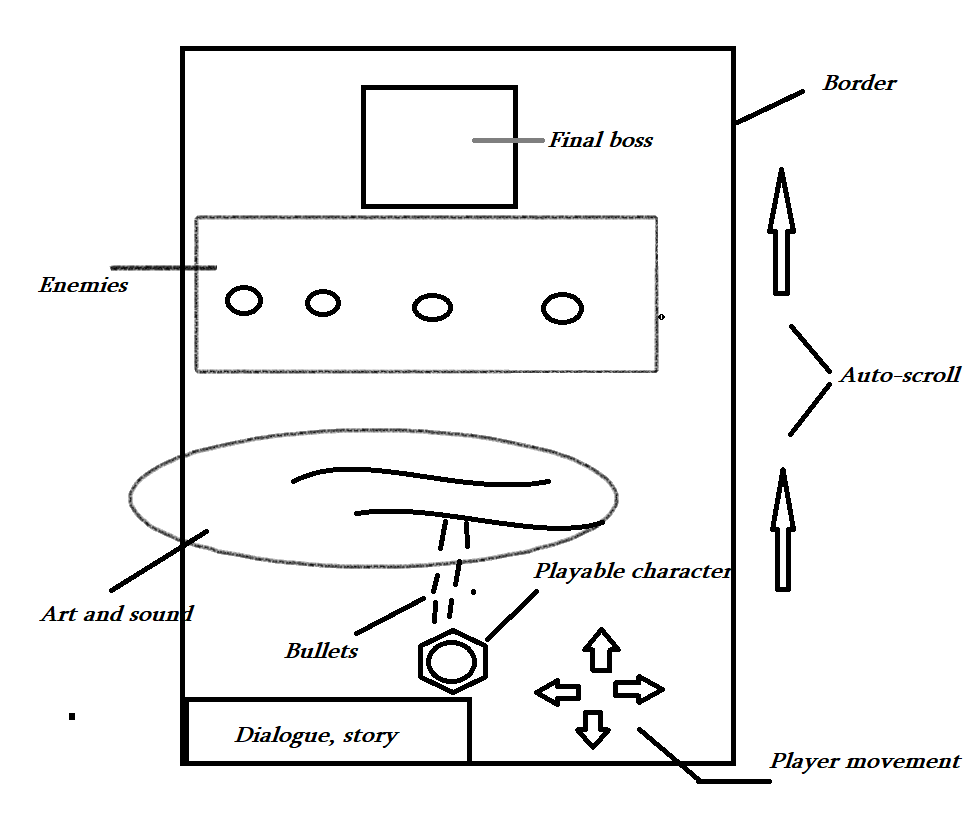 Border
Final boss
Enemies
Auto-scroll
Playable character
Art and sound
Bullets
Dialogue, story
Player movement